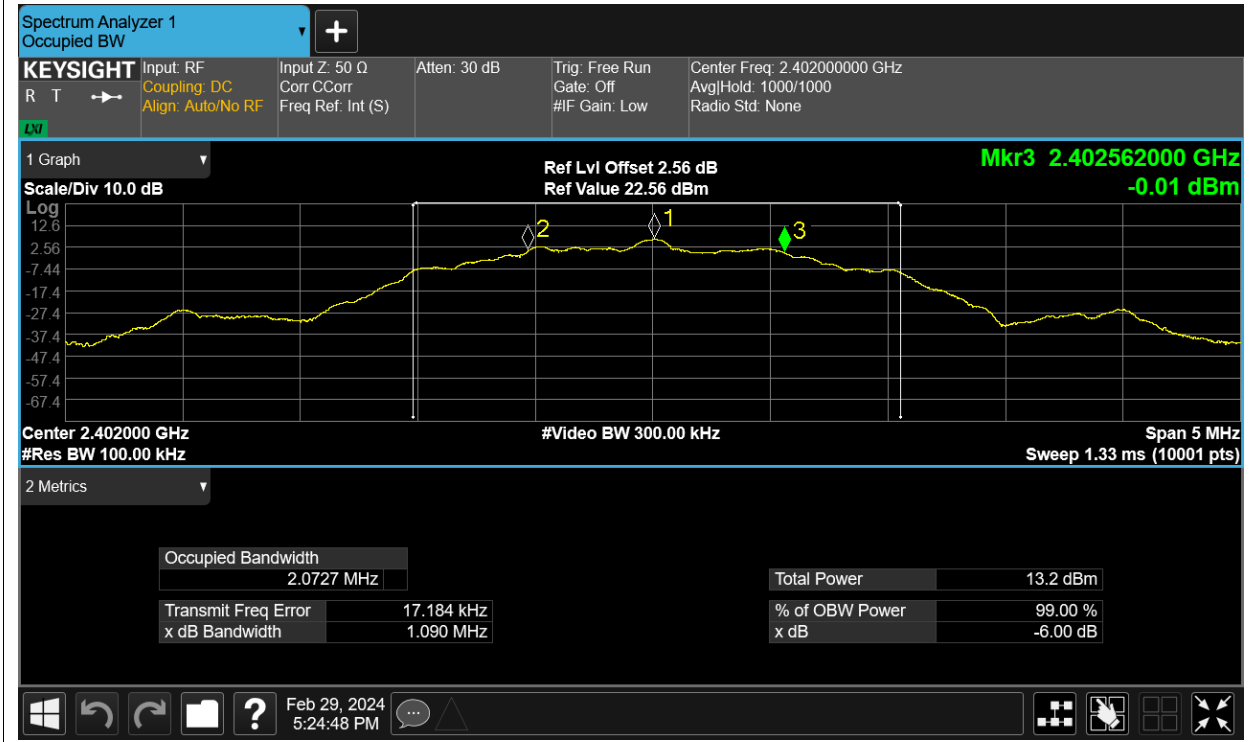 Spectrum Analyzer 1
Occupied BW
KEYSIGHT
R T
LXI
Input: RF
Coupling: DC
Align: Auto/No RF
Input Z: 50 Ω
Corr CCorr
Freq Ref: Int (S)
Atten: 30 dB
Trig: Free Run
Gate: Off
#IF Gain: Low
Center Freq: 2.402000000 GHz
Avg|Hold: 1000/1000
Radio Std: None
1 Graph
Scale/Div 10.0 dB
Ref Lvl Offset 2.56 dB
Ref Value 22.56 dBm
Mkr3 2.402562000 GHz
-0.01 dBm
Log
12.6
2.56
-7.44
-17.4
-27.4
-37.4
-47.4
-57.4
-67.4
2
1
3
Center 2.402000 GHz
#Res BW 100.00 kHz
#Video BW 300.00 kHz
Span 5 MHz
Sweep 1.33 ms (10001 pts)
2 Metrics
Occupied Bandwidth
2.0727 MHz
Transmit Freq Error 17.184 kHz
x dB Bandwidth 1.090 MHz
Total Power 13.2 dBm
% of OBW Power 99.00 %
x dB -6.00 dB
?
Feb 29, 2024
5:24:48 PM